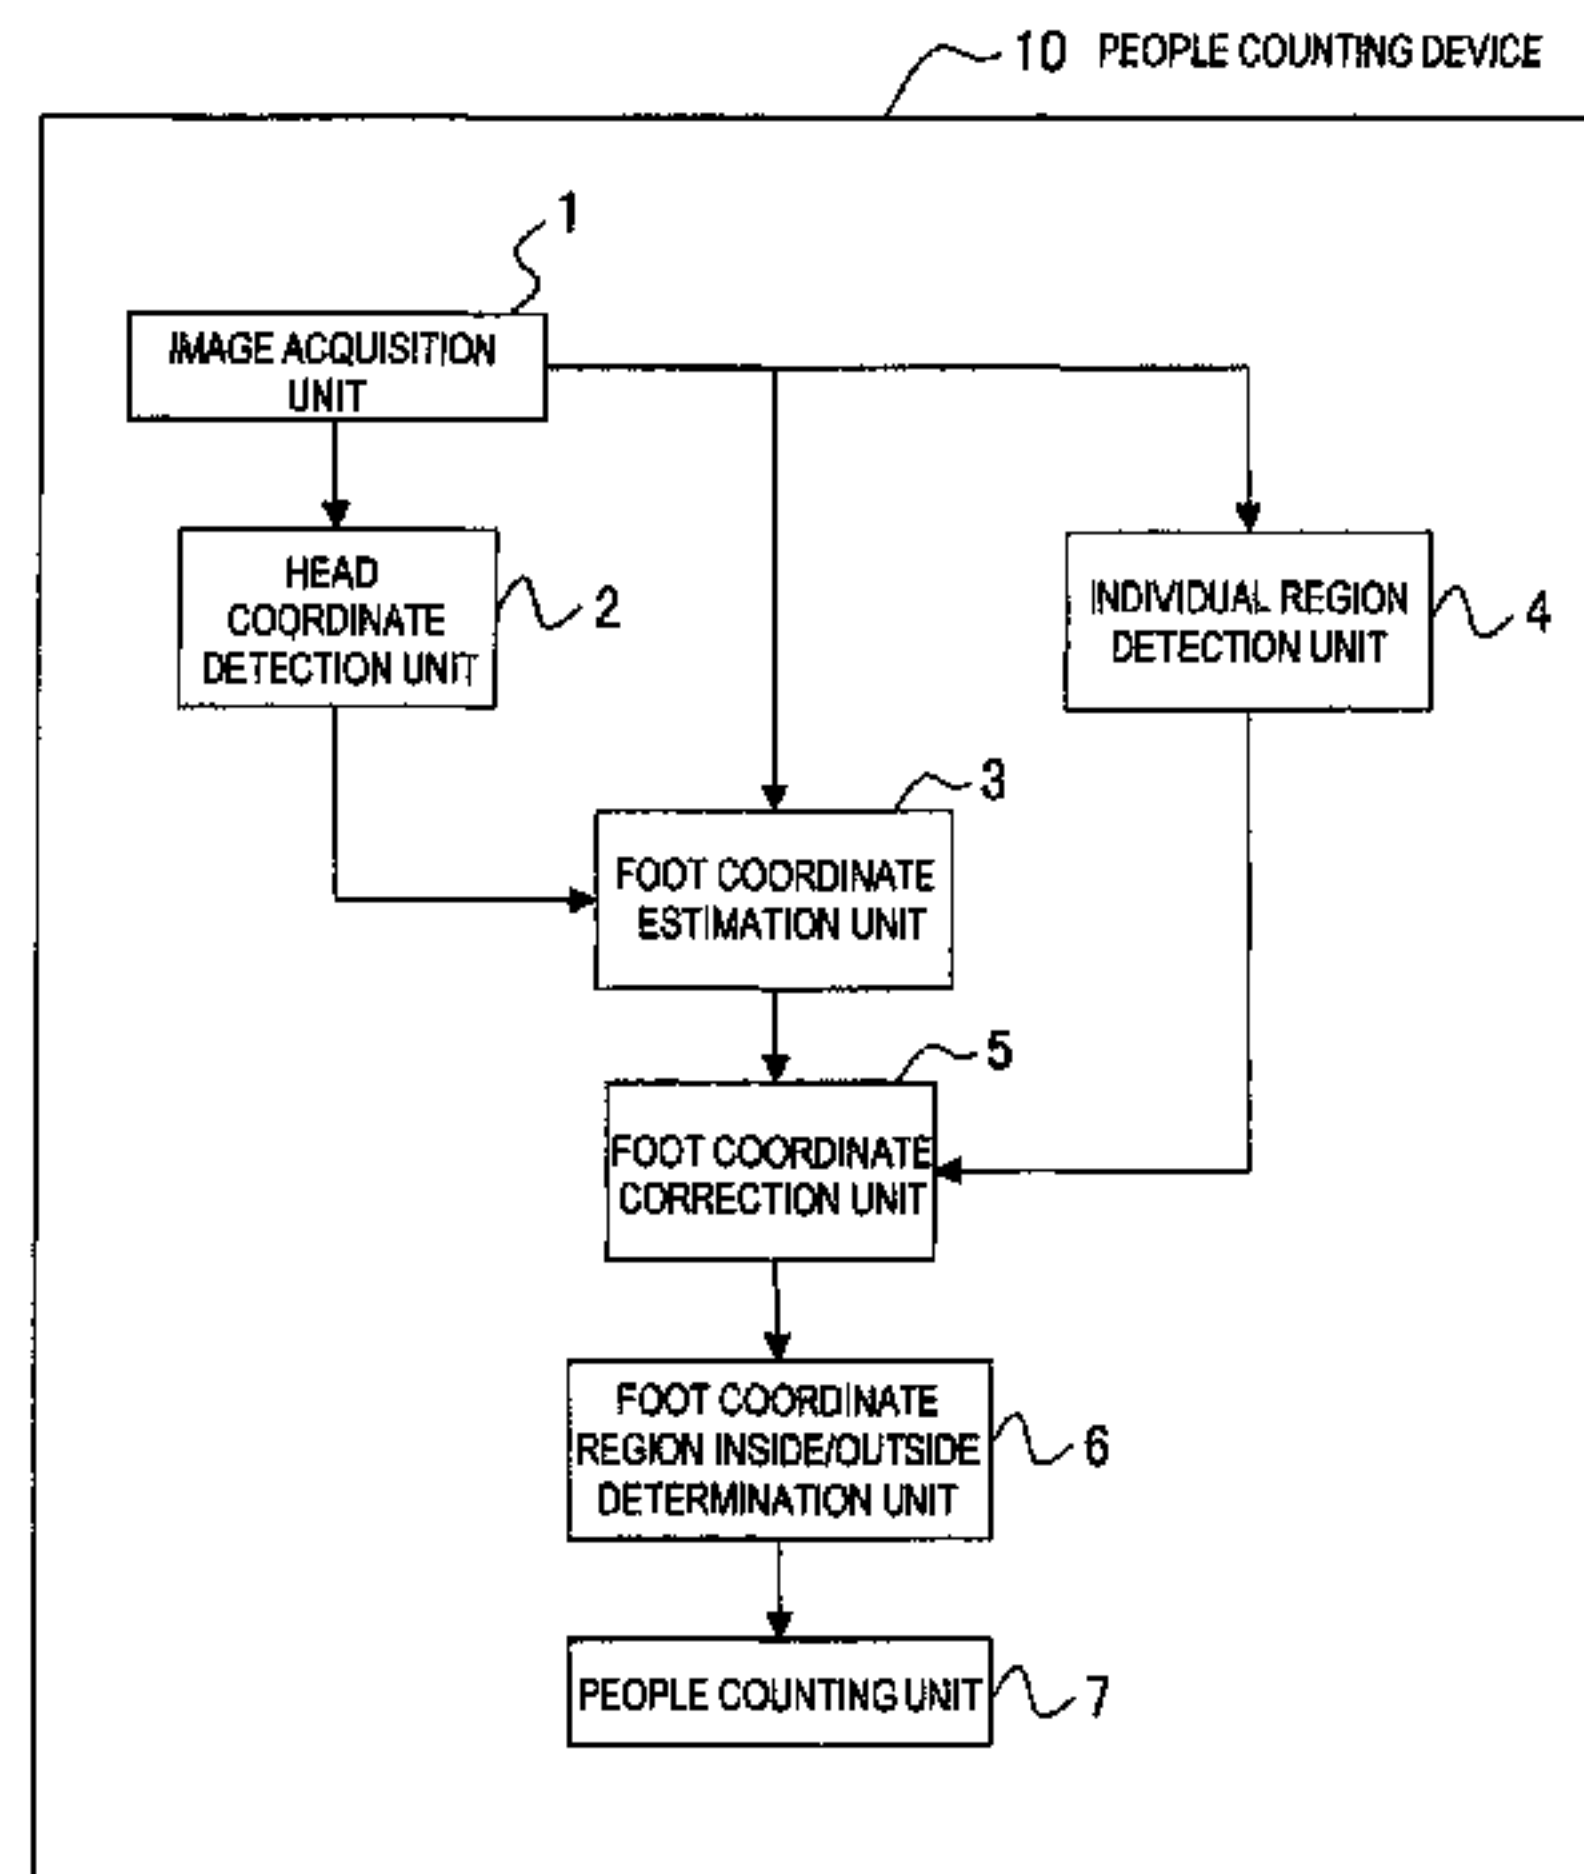 10 PEOPLE COUNTING DEVICE
1
IMAGE ACQUISITION
UNIT
HEAD
COORDINATE
DETECTION UNIT
2
INDIVIDUAL REGION
DETECTION UNIT
4
3
FOOT COORDINATE
ESTIMATION UNIT
5
FOOT COORDINATE
CORRECTION UNIT
FOOT COORDINATE
REGION INSIDE/OUTSIDE
DETERMINATION UNIT
6
PEOPLE COUNTING UNIT
7